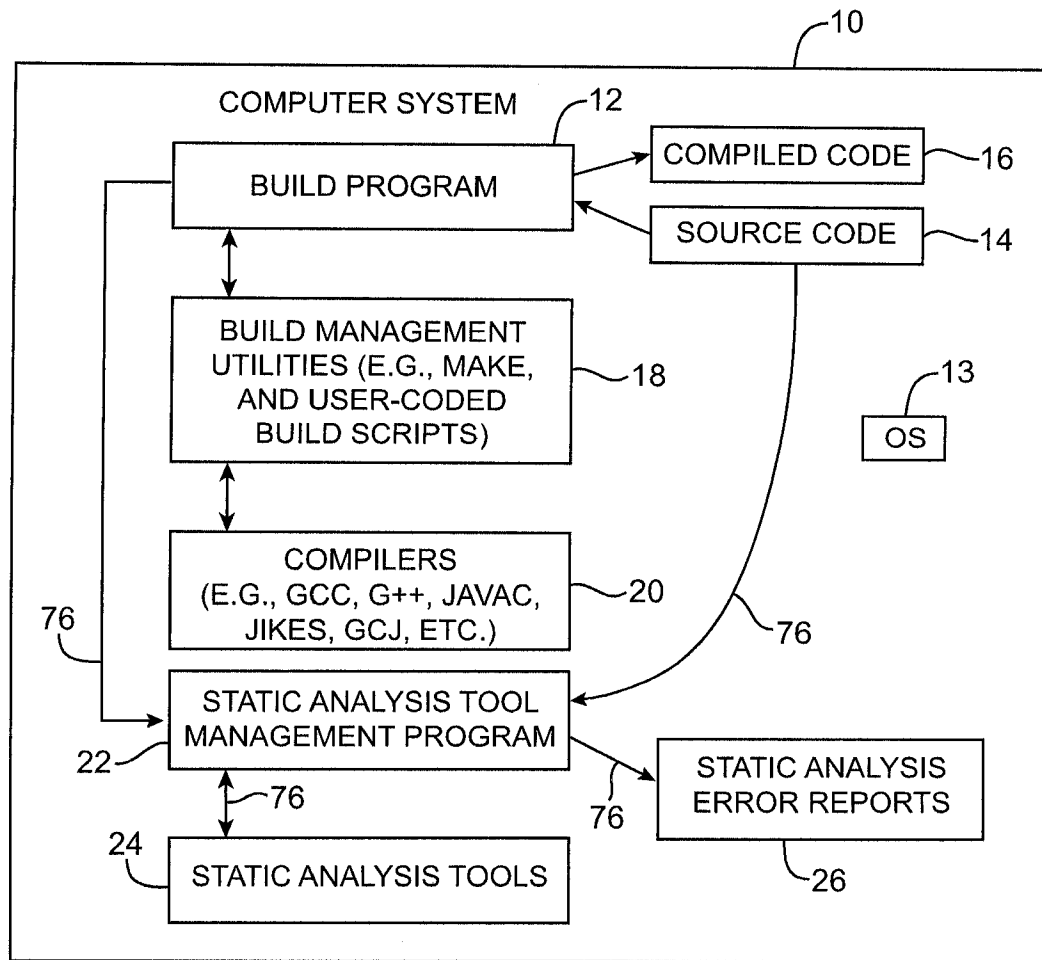 10
COMPUTER SYSTEM
12
BUILD PROGRAM
COMPILED CODE
16
SOURCE CODE
14
BUILD MANAGEMENT
UTILITIES (E.G., MAKE,
AND USER-CODED
BUILD SCRIPTS)
18
13
OS
COMPILERS
(E.G., GCC, G++, JAVAC,
JIKES, GCJ, ETC.)
20
76
76
STATIC ANALYSIS TOOL
MANAGEMENT PROGRAM
22
76
76
STATIC ANALYSIS
ERROR REPORTS
26
24
STATIC ANALYSIS TOOLS